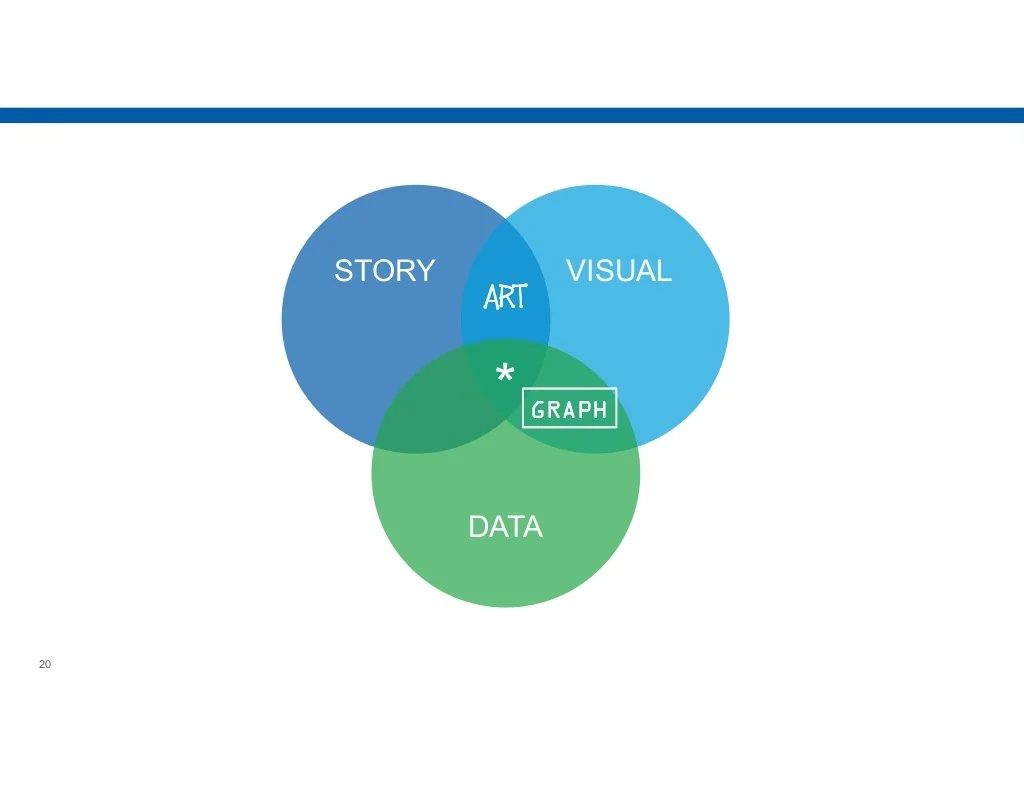 STORY
VISUAL
ART
*
GRAPH
DATA
20